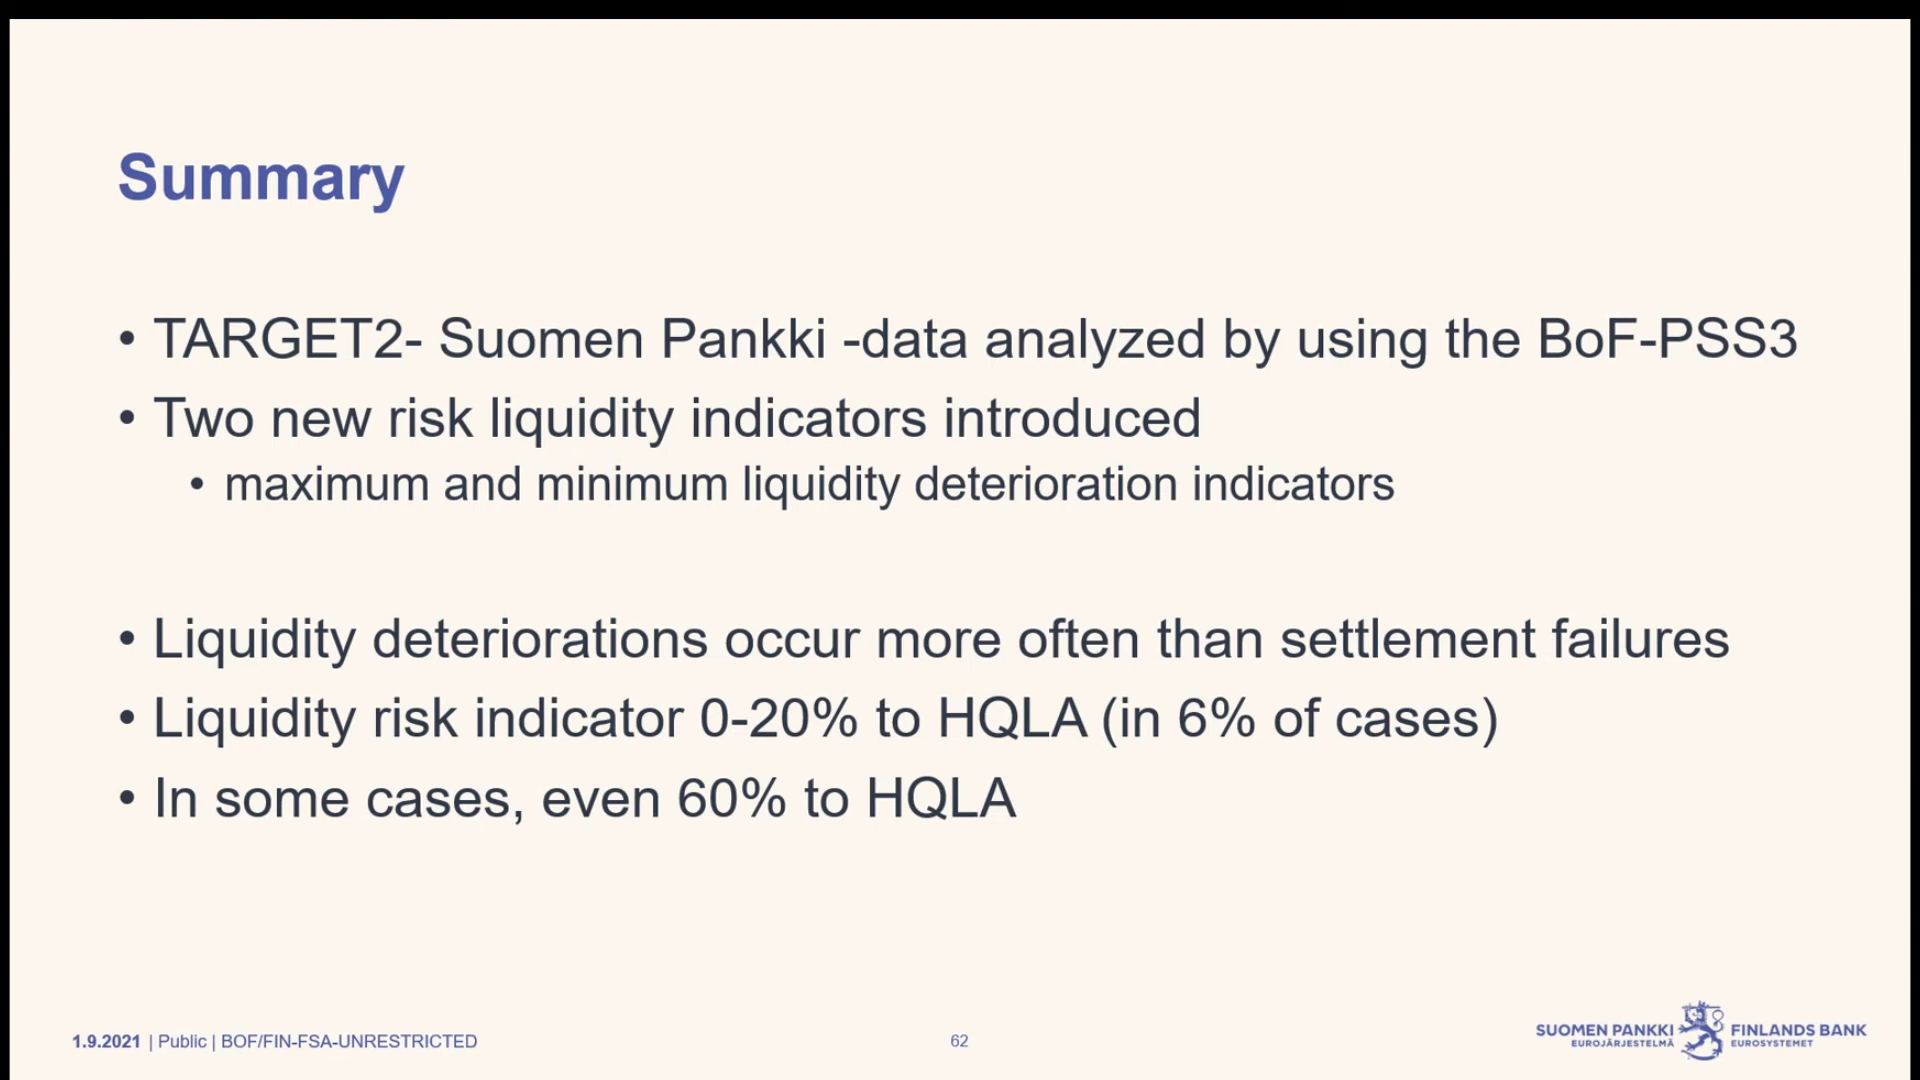 Summary
• TARGET2- Suomen Pankki -data analyzed by using the BoF-PSS3
• Two new risk liquidity indicators introduced
• maximum and minimum liquidity deterioration indicators
• Liquidity deteriorations occur more often than settlement failures
• Liquidity risk indicator 0-20% to HQLA (in 6% of cases)
• In some cases, even 60% to HQLA
1.9.2021 | Public | BOF/FIN-FSA-UNRESTRICTED
62
SUOMEN PANKKI FINLANDS BANK
EUROJÄRJESTELMÄ EUROSYSTEMET